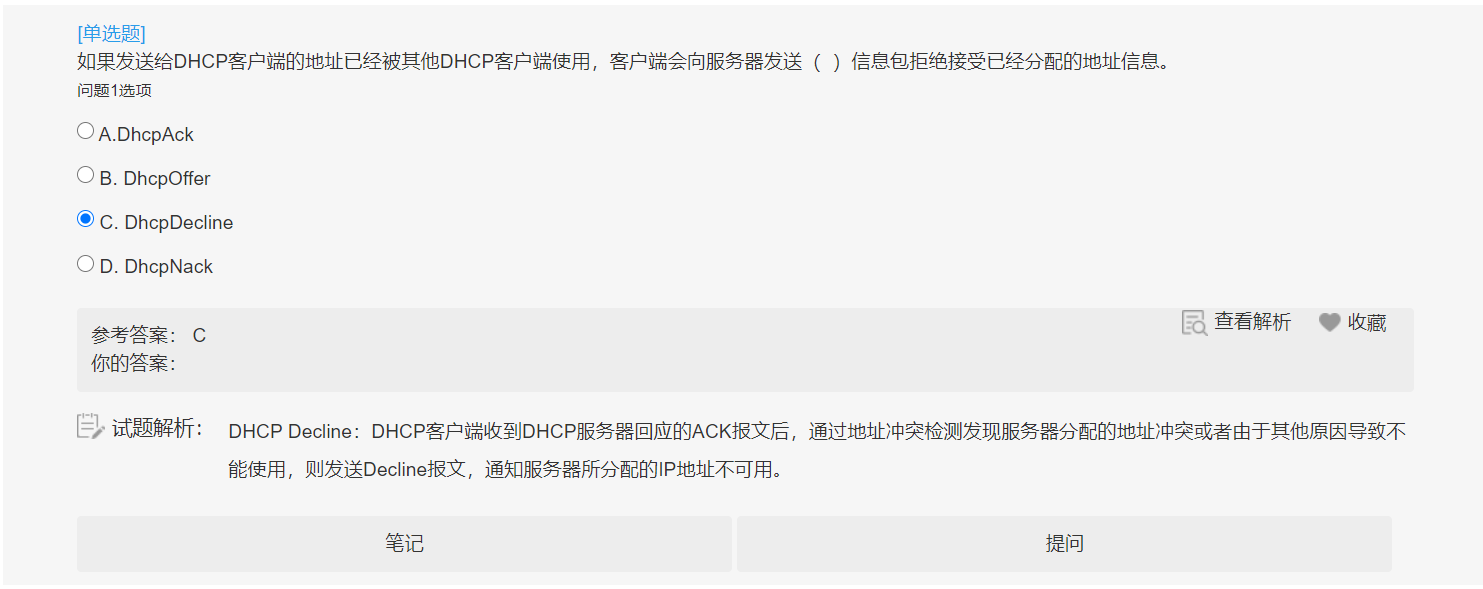 [单选题]
如果发送给DHCP客户端的地址已经被其他DHCP客户端使用，客户端会向服务器发送（  ）信息包拒绝接受已经分配的地址信息。
问题1选项
A.DhcpAck
B. DhcpOffer
C. DhcpDecline
D. DhcpNack
查看解析 收藏
参考答案： C
你的答案：
试题解析： DHCP Decline：DHCP客户端收到DHCP服务器回应的ACK报文后，通过地址冲突检测发现服务器分配的地址冲突或者由于其他原因导致不
能使用，则发送Decline报文，通知服务器所分配的IP地址不可用。
笔记 提问